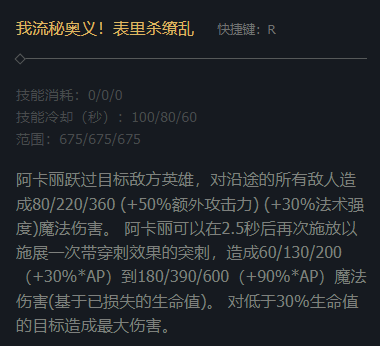 我流秘奥义！表里杀缭乱 快捷键：R
技能消耗：0/0/0
技能冷却（秒）：100/80/60
范围：675/675/675
阿卡丽跃过目标敌方英雄，对沿途的所有敌人造
成80/220/360 (+50%额外攻击力) (+30%法术强
度)魔法伤害。 阿卡丽可以在2.5秒后再次施放以
施展一次带穿刺效果的突刺，造成60/130/200
（+30%*AP）到180/390/600（+90%*AP）魔法
伤害(基于已损失的生命值)。 对低于30%生命值
的目标造成最大伤害。